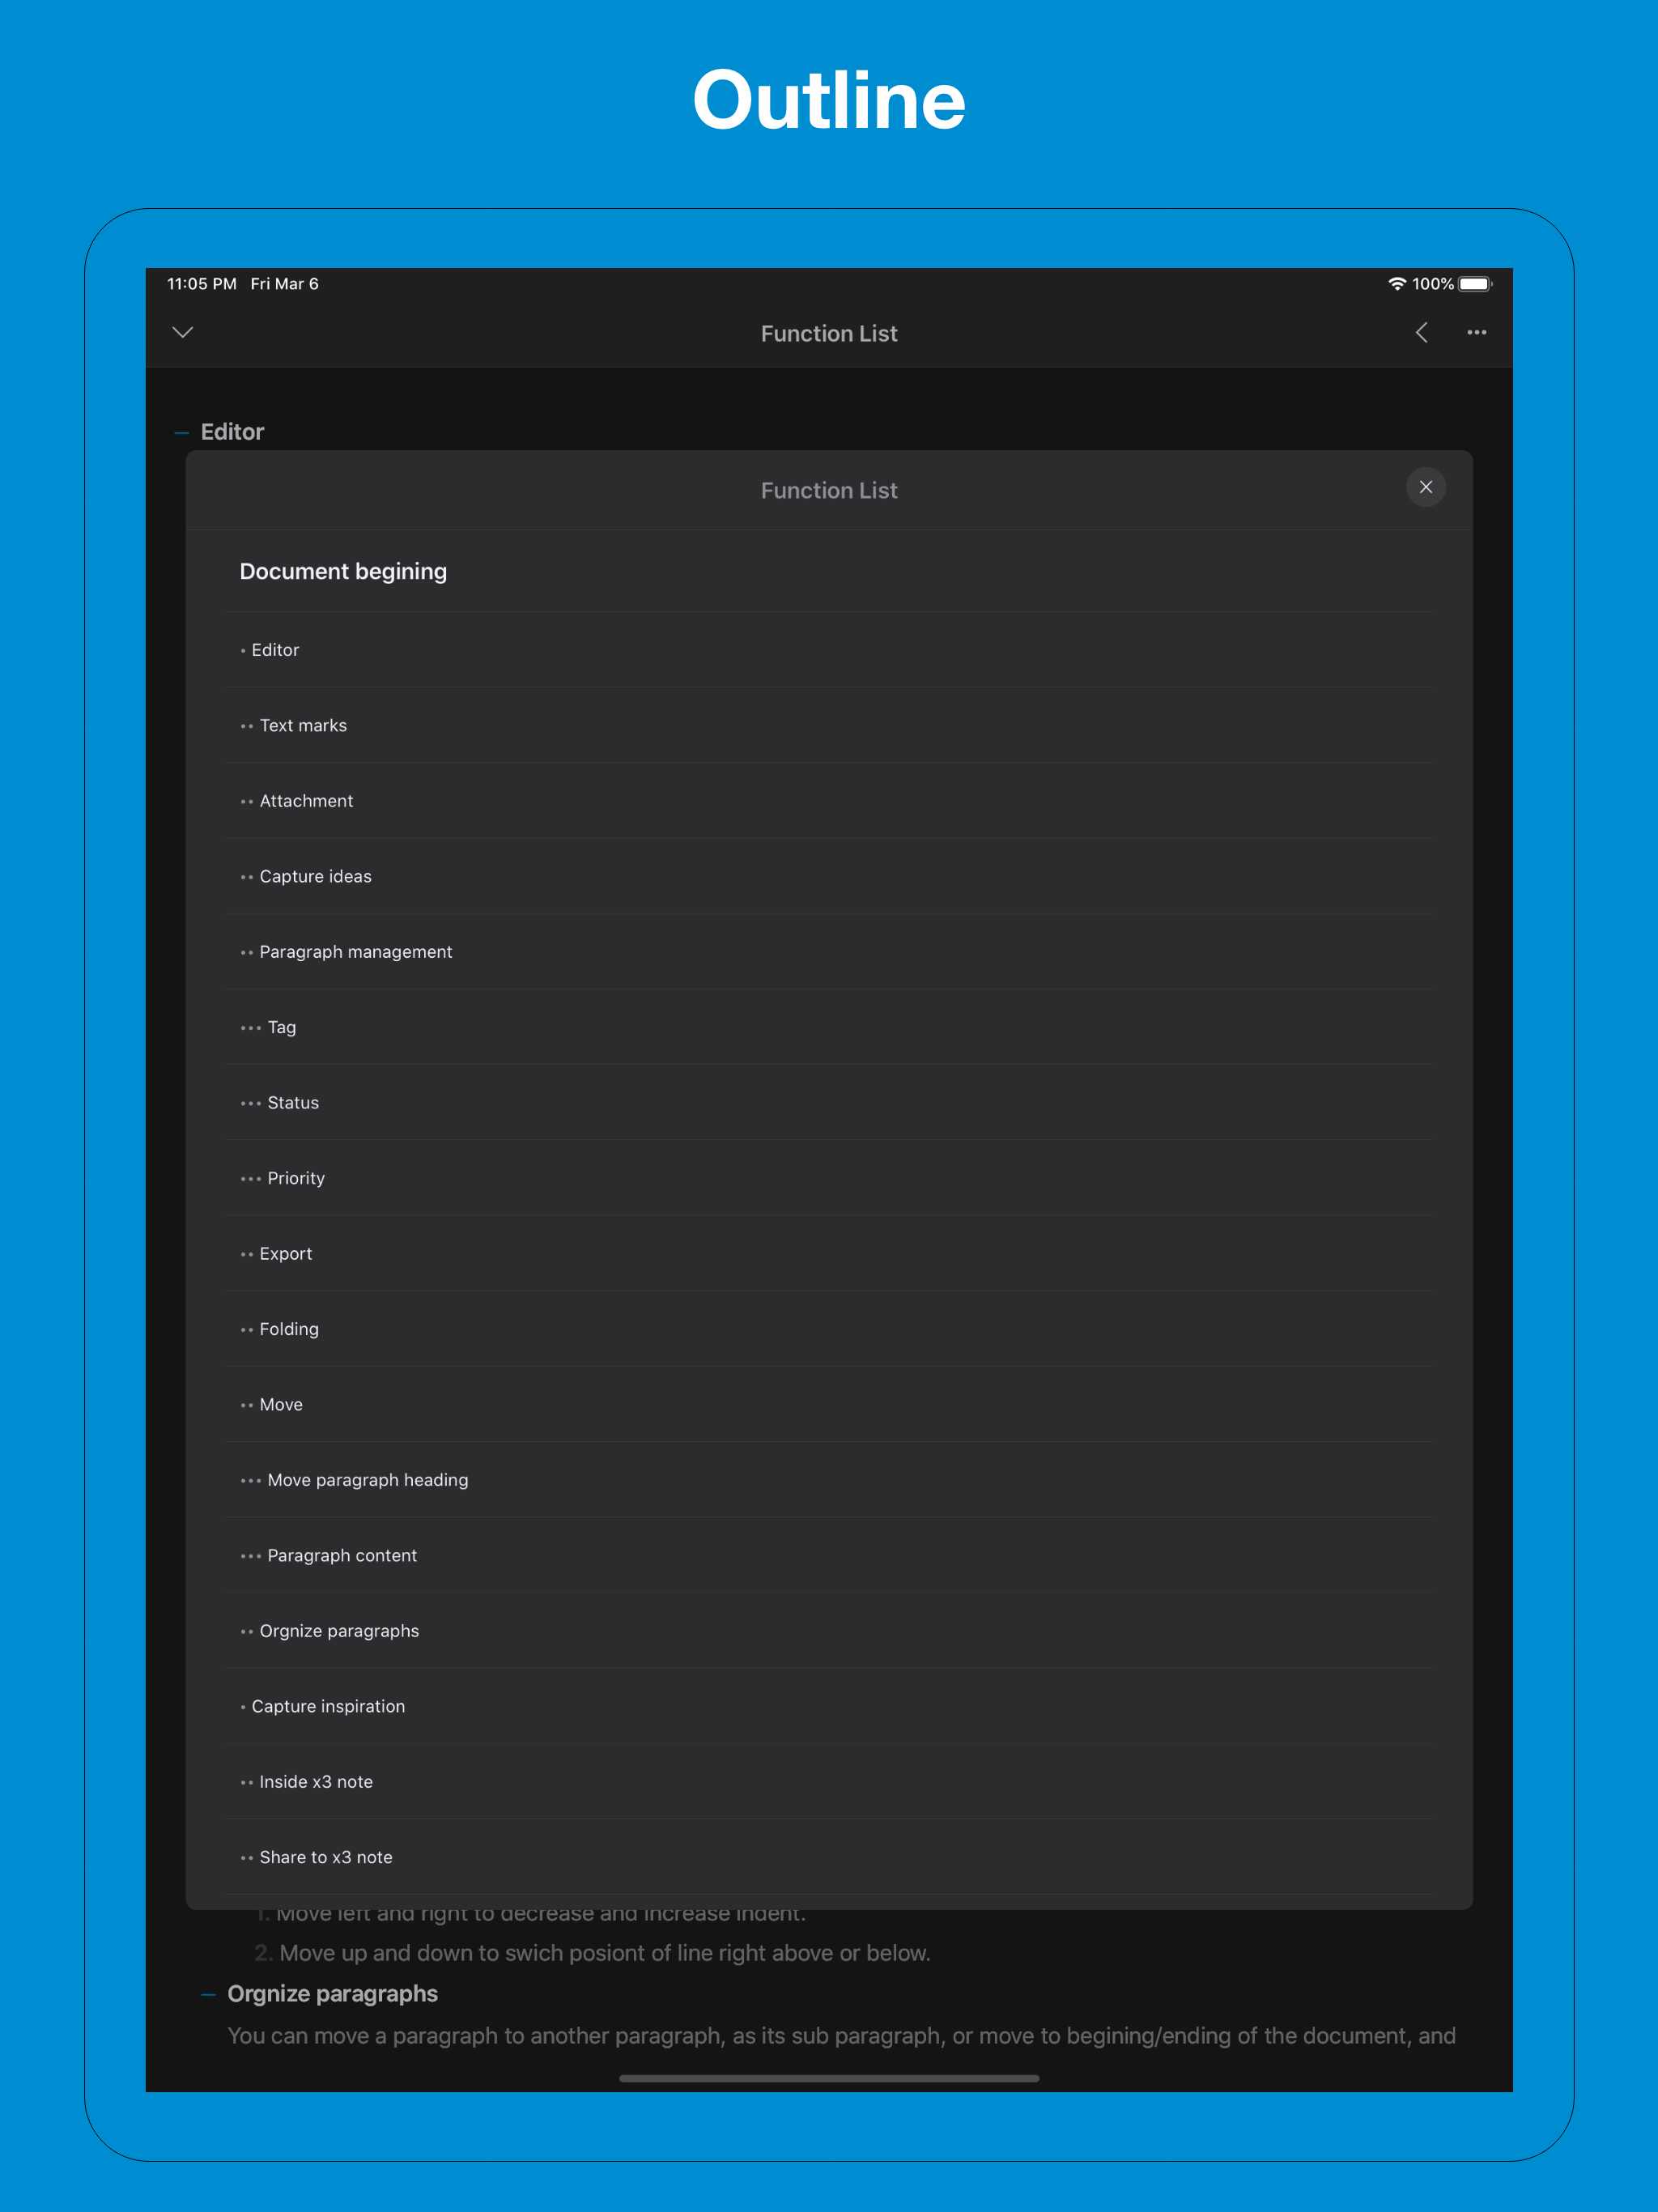 Outline
11:05 PM Fri Mar 6
100%
Function List
Editor
Function List
Document begining
• Editor
•• Text marks
•• Attachment
•• Capture ideas
•• Paragraph management
••• Tag
••• Status
••• Priority
•• Export
•• Folding
•• Move
••• Move paragraph heading
••• Paragraph content
•• Orgnize paragraphs
• Capture inspiration
•• Inside x3 note
•• Share to x3 note
1. Move left and right to decrease and increase indent.
2. Move up and down to swich posiont of line right above or below.
Orgnize paragraphs
You can move a paragraph to another paragraph, as its sub paragraph, or move to begining/ending of the document, and